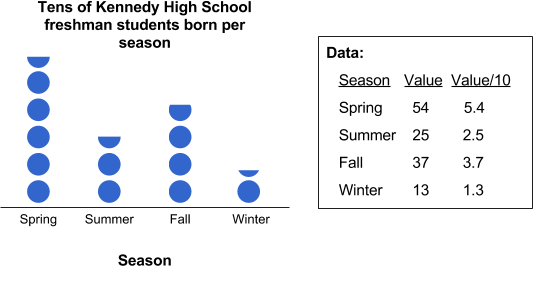 Tens of Kennedy High School
freshman students born per
season
Spring Summer Fall Winter
Season
Data:
Season Value Value/10
Spring 54 5.4
Summer 25 2.5
Fall 37 3.7
Winter 13 1.3